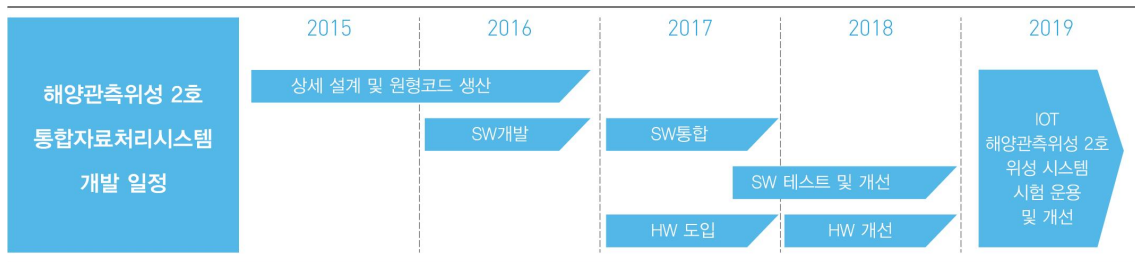 해양관측위성 2호
통합자료처리시스템
개발 일정
2015
2016
2017
2018
2019
상세 설계 및 원형코드 생산
SW개발
SW통합
SW 테스트 및 개선
HW 도입
HW 개선
IOT
해양관측위성 2호
위성 시스템
시험 운용
및 개선